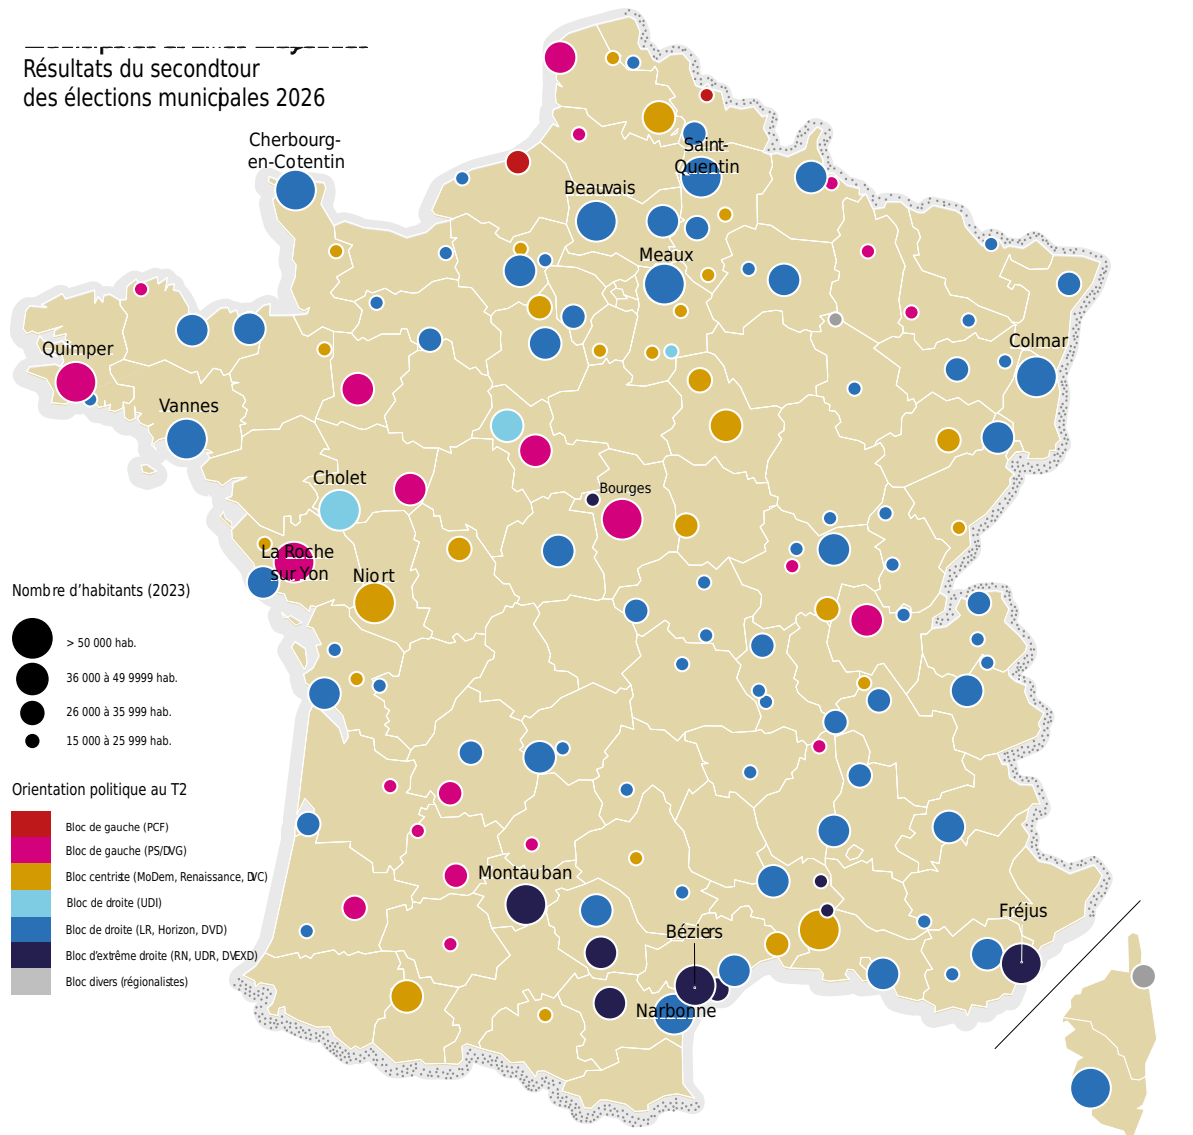 Résultats du secondtour
des élections municipales 2026
Cherbourg-
en-Cotentin
Saint-
Quentin
Beauvais
Meaux
Colmar
Quimper
Vannes
Cholet
Bourges
La Roche
sur Yon
Niort
Nombre d’habitants (2023)
> 50 000 hab.
36 000 à 49 9999 hab.
26 000 à 35 999 hab.
15 000 à 25 999 hab.
Orientation politique au T2
Bloc de gauche (PCF)
Bloc de gauche (PS/DVG)
Bloc centriste (MoDem, Renaissance, DVC)
Bloc de droite (UDI)
Bloc de droite (LR, Horizon, DVD)
Bloc d'extrême droite (RN, UDR, DVEXD)
Bloc divers (régionalistes)
Montauban
Béziers
Fréjus
Narbonne